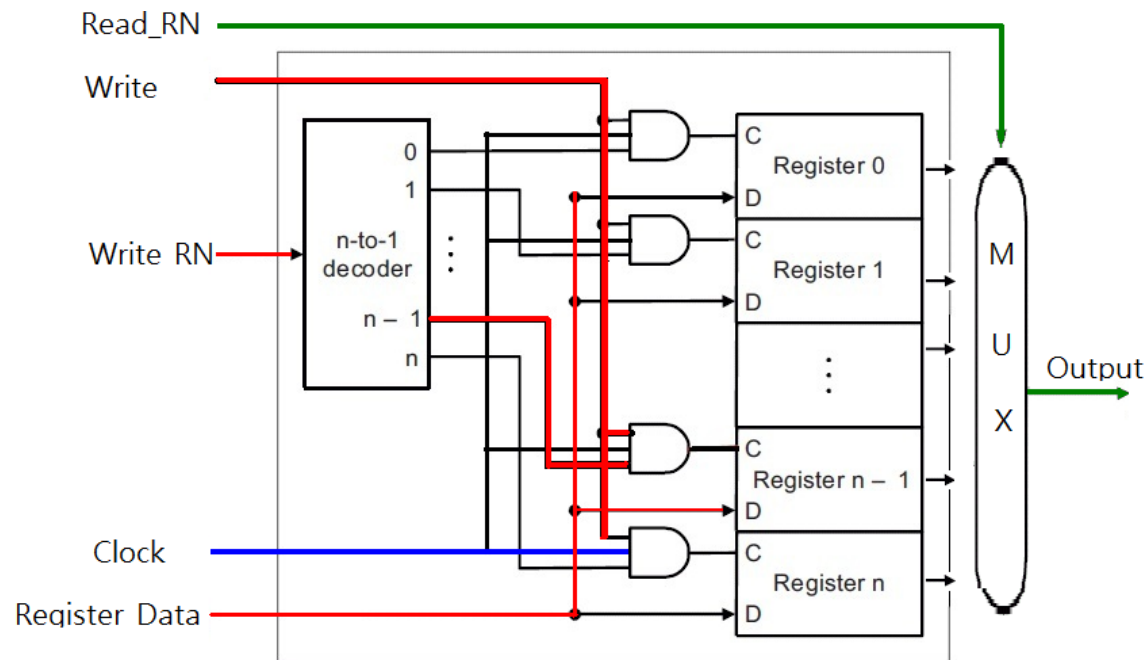 Read_RN
Write
0
C
Register 0
1
D
Write RN
n-to-1
decoder
⋮
C
Register 1
M
D
n – 1
⋮
U
n
Output
X
C
Register n – 1
D
Clock
C
Register n
Register Data
D